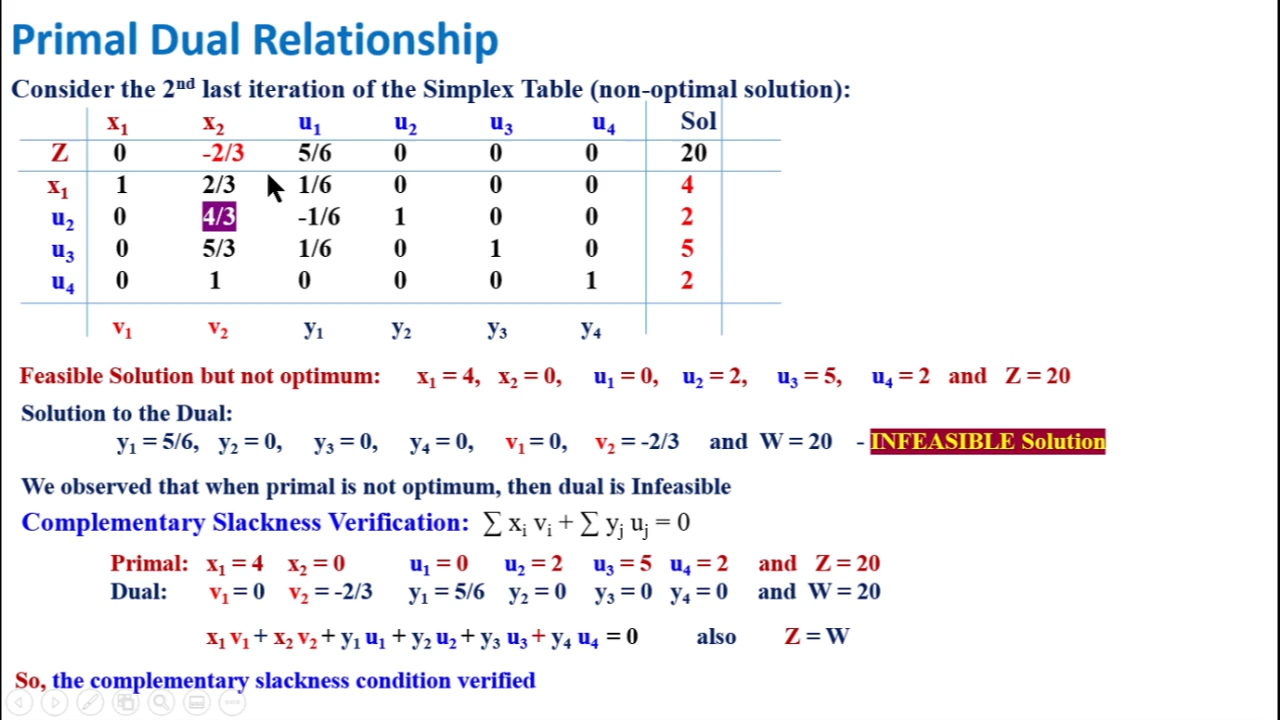 Primal Dual Relationship
Consider the 2nd last iteration of the Simplex Table (non-optimal solution):
x1 x2 u1 u2 u3 u4 Sol
Z 0 -2/3 5/6 0 0 0 20
x1 1 2/3 1/6 0 0 0 4
u2 0 4/3 -1/6 1 0 0 2
u3 0 5/3 1/6 0 1 0 5
u4 0 1 0 0 0 1 2
v1 v2 y1 y2 y3 y4
Feasible Solution but not optimum: x1 = 4, x2 = 0, u1 = 0, u2 = 2, u3 = 5, u4 = 2 and Z = 20
Solution to the Dual:
y1 = 5/6, y2 = 0, y3 = 0, y4 = 0, v1 = 0, v2 = -2/3 and W = 20 - INFEASIBLE Solution
We observed that when primal is not optimum, then dual is Infeasible
Complementary Slackness Verification: ∑ xi vi + ∑ yj uj = 0
Primal: x1 = 4 x2 = 0 u1 = 0 u2 = 2 u3 = 5 u4 = 2 and Z = 20
Dual: v1 = 0 v2 = -2/3 y1 = 5/6 y2 = 0 y3 = 0 y4 = 0 and W = 20
x1 v1 + x2 v2 + y1 u1 + y2 u2 + y3 u3 + y4 u4 = 0 also Z = W
So, the complementary slackness condition verified